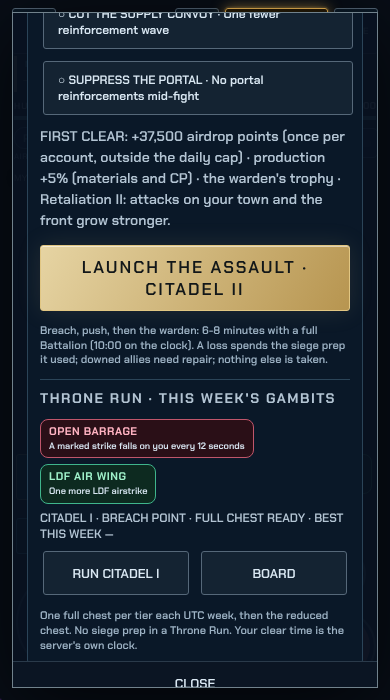 ○ CUT THE SUPPLY CONVOY · One fewer
reinforcement wave
○ SUPPRESS THE PORTAL · No portal
reinforcements mid-fight
FIRST CLEAR: +37,500 airdrop points (once per
account, outside the daily cap) · production
+5% (materials and CP) · the warden's trophy ·
Retaliation II: attacks on your town and the
front grow stronger.
LAUNCH THE ASSAULT ·
CITADEL II
Breach, push, then the warden: 6-8 minutes with a full
Battalion (10:00 on the clock). A loss spends the siege prep
it used; downed allies need repair; nothing else is taken.
THRONE RUN · THIS WEEK'S GAMBITS
OPEN BARRAGE
A marked strike falls on you every 12 seconds
LDF AIR WING
One more LDF airstrike
CITADEL I · BREACH POINT · FULL CHEST READY · BEST
THIS WEEK —
RUN CITADEL I
BOARD
One full chest per tier each UTC week, then the reduced
chest. No siege prep in a Throne Run. Your clear time is the
server's own clock.
CLOSE